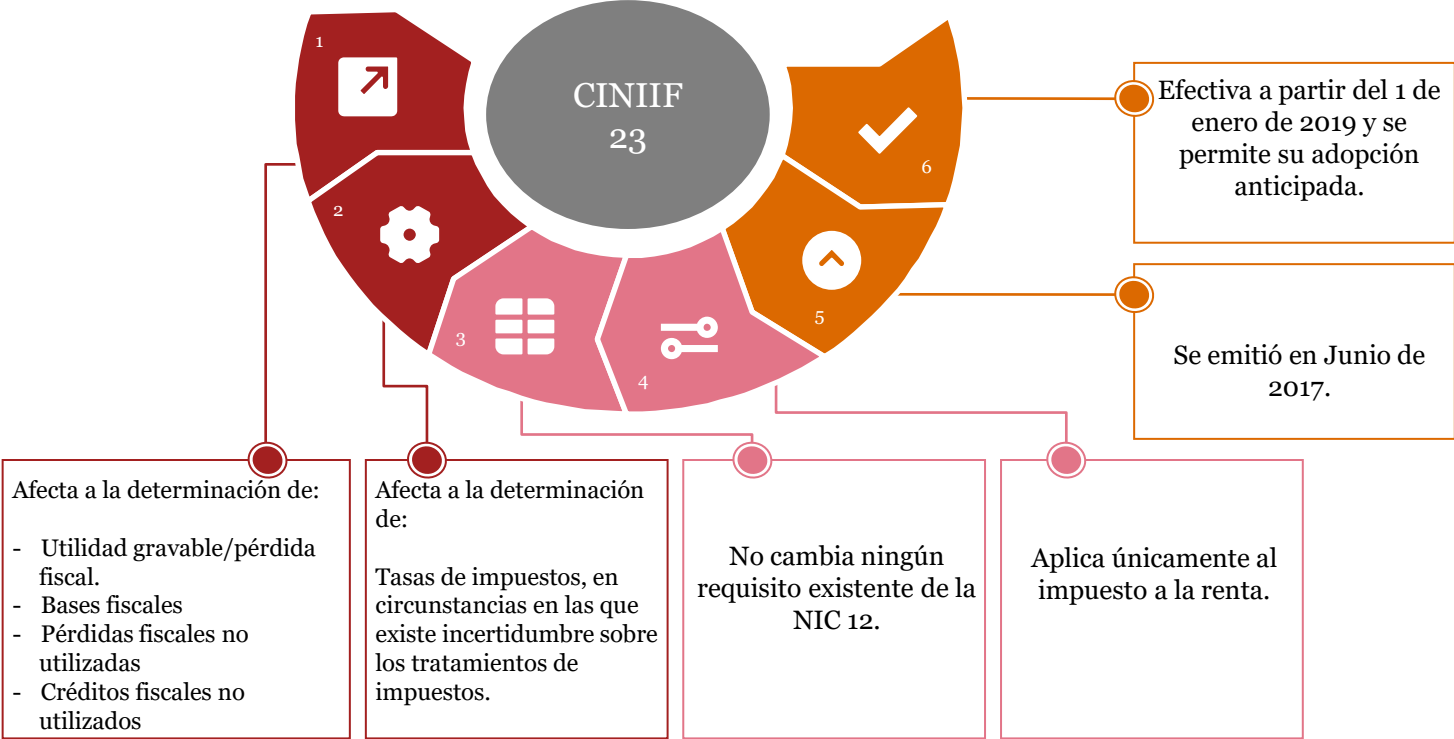 CINIIF
23
1
2
3
4
5
6
Efectiva a partir del 1 de
enero de 2019 y se
permite su adopción
anticipada.
Se emitió en Junio de
2017.
Afecta a la determinación de:
- Utilidad gravable/pérdida
fiscal.
- Bases fiscales
- Pérdidas fiscales no
utilizadas
- Créditos fiscales no
utilizados
Afecta a la determinación
de:
Tasas de impuestos, en
circunstancias en las que
existe incertidumbre sobre
los tratamientos de
impuestos.
No cambia ningún
requisito existente de la
NIC 12.
Aplica únicamente al
impuesto a la renta.